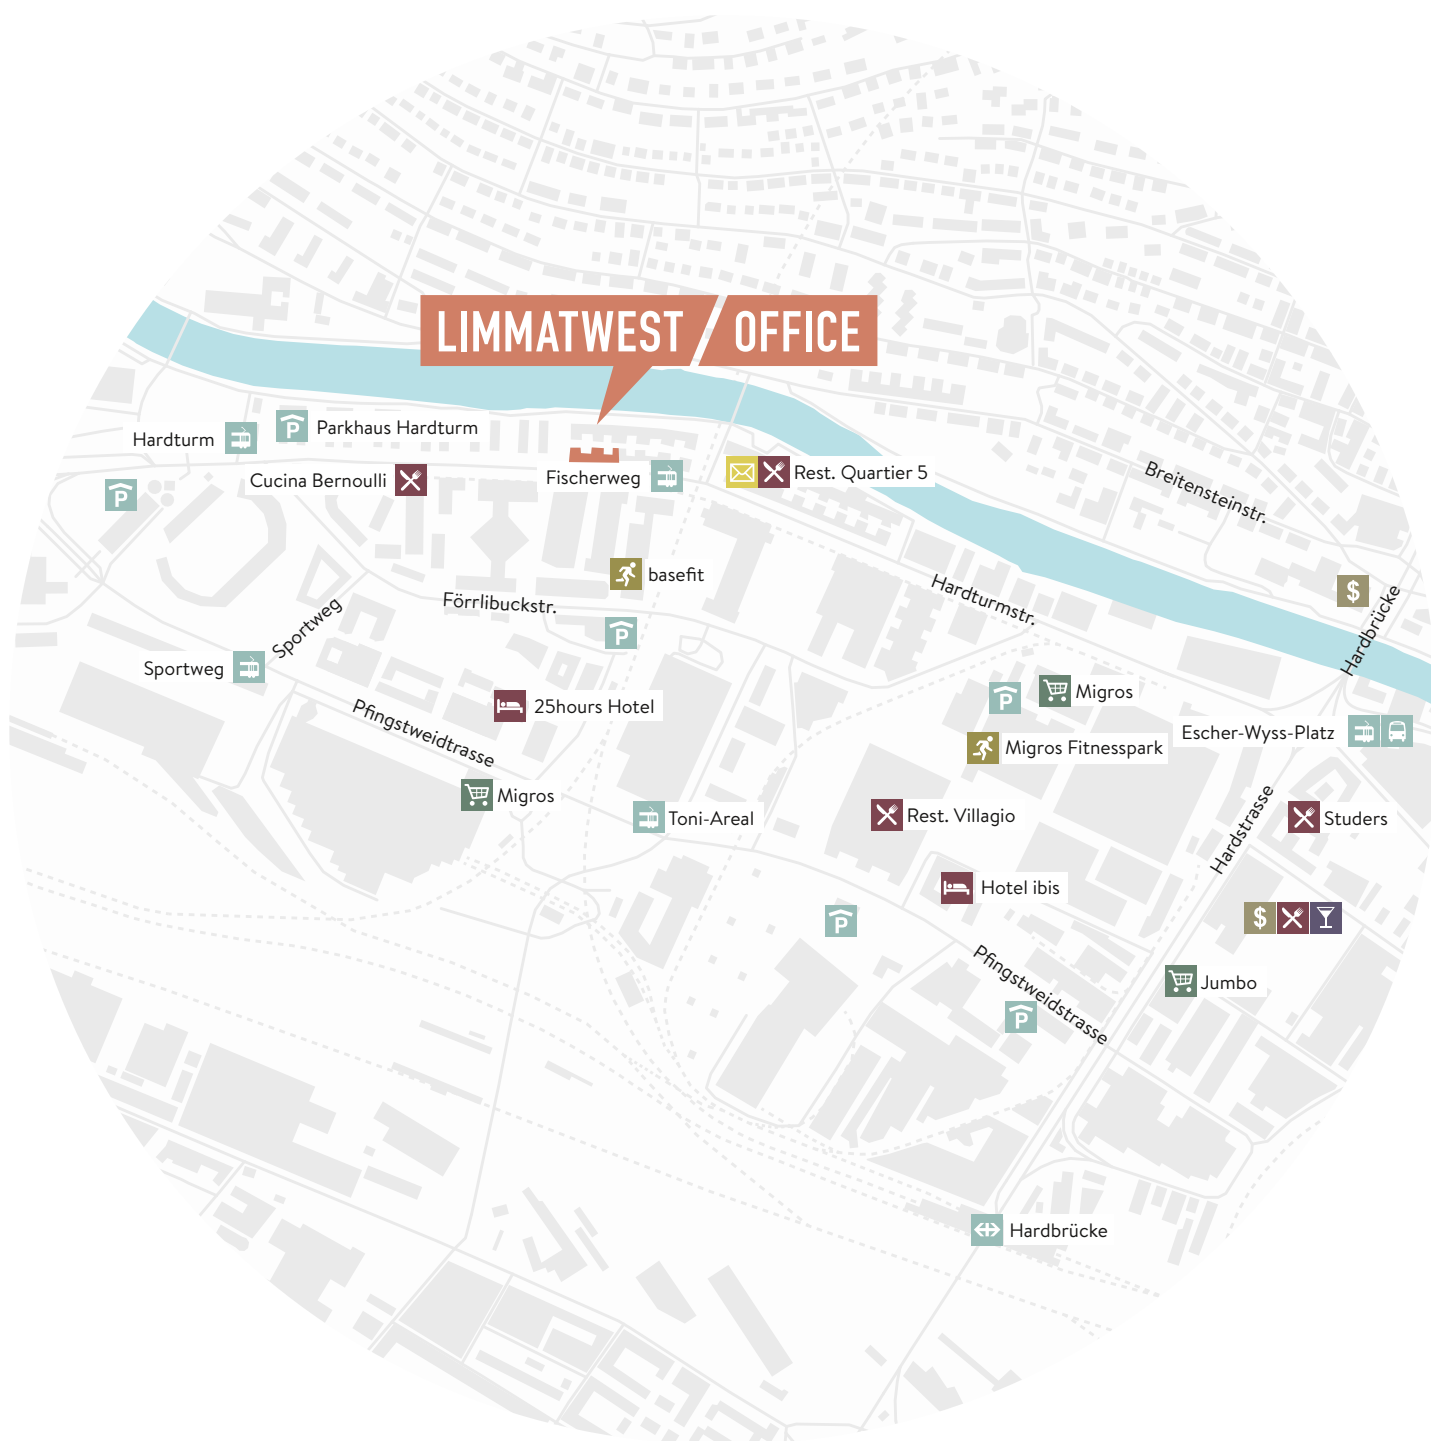 LIMMATWEST / OFFICE
Hardturm
P
Parkhaus Hardturm
Cucina Bernoulli
P
Fischerweg
Rest. Quartier 5
Breitensteinstr.
basefit
Förrlibuckstr.
P
Hardturmstr.
$
Hardbrücke
Sportweg
Sportweg
25hours Hotel
Pfingstweidtrasse
Migros
P
Migros
Migros Fitnesspark
Escher-Wyss-Platz
Toni-Areal
Rest. Villagio
Hardstrasse
Studers
Hotel ibis
P
$
Pfingstweidstrasse
Jumbo
P
Hardbrücke